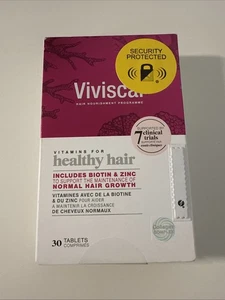 SECURITY
PROTECTED
Viviscal
HAIR NOURISHMENT PROGRAMME
7 clinical
trials
VITAMINS FOR
healthy hair
INCLUDES BIOTIN & ZINC
TO SUPPORT THE MAINTENANCE OF
NORMAL HAIR GROWTH
VITAMINES AVEC DE LA BIOTINE
& DU ZINC POUR AIDER
A MAINTENIR LA CROISSANCE
DE CHEVEUX NORMAUX
30 TABLETS
COMPRIMÉS